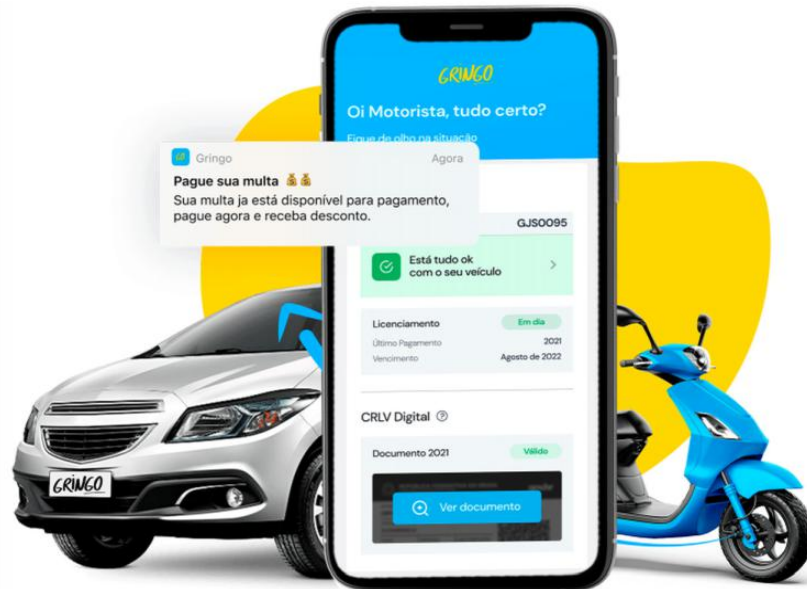 GRINGO
Oi Motorista, tudo certo?
Fique de olho na situação
Gringo Agora
Pague sua multa 💰💰
Sua multa ja está disponível para pagamento,
pague agora e receba desconto.
GJS0095
Está tudo ok
com o seu veículo
Licenciamento Em dia
Último Pagamento 2021
Vencimento Agosto de 2022
CRLV Digital
Documento 2021 Válido
Ver documento
GRINGO